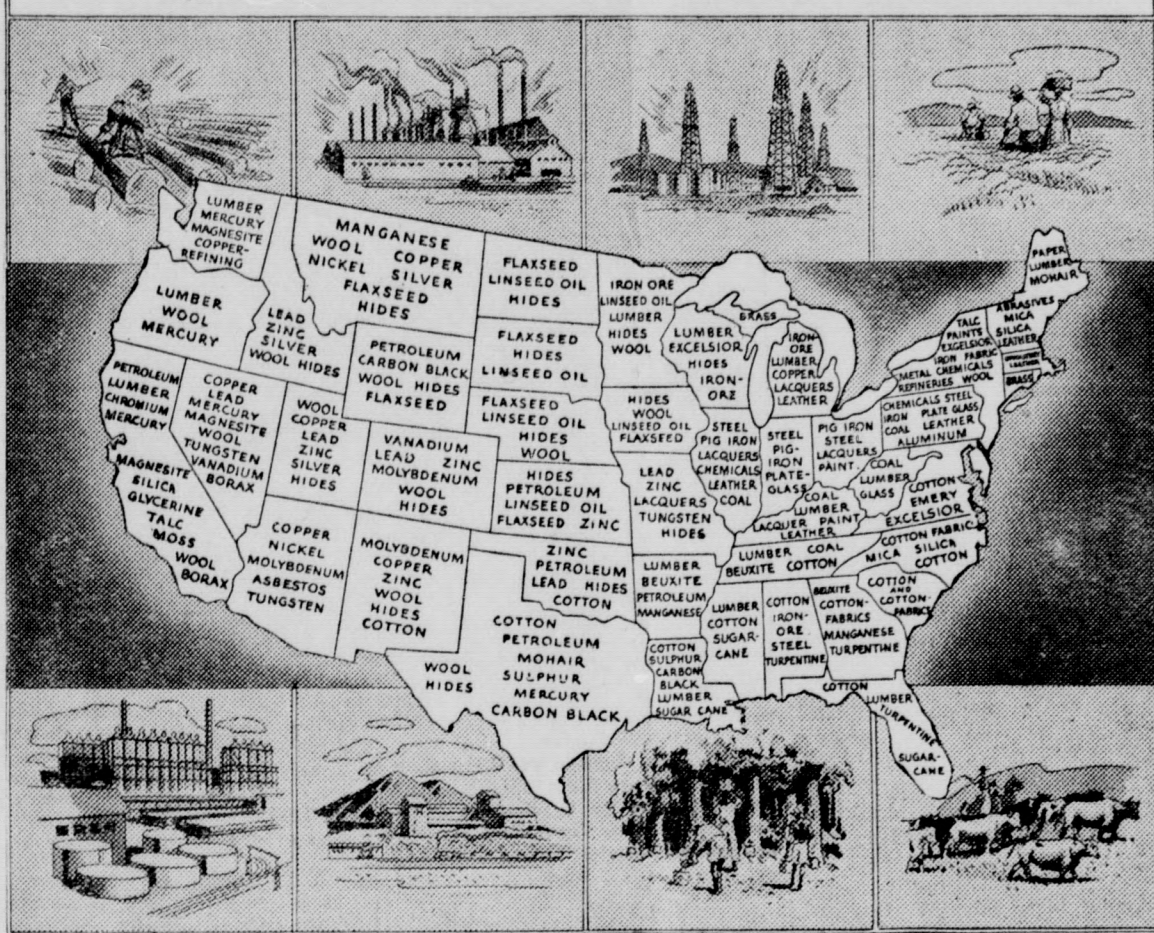 LUMBER
MERCURY
MAGNESITE
COPPER-
REFINING
MANGANESE
WOOL COPPER
NICKEL SILVER
FLAXSEED
HIDES
FLAXSEED
LINSEED OIL
HIDES
IRON ORE
LINSEED OIL
LUMBER
HIDES
WOOL
BRASS
LUMBER
EXCELSIOR
HIDES
IRON-
ORE
IRON-
ORE
LUMBER
COPPER
LACQUERS
LEATHER
PAPER
LUMBER
MOHAIR
ABRASIVES
MICA
SILICA
LEATHER
TALC
PAINTS
EXCELSIOR
IRON FABRIC
METAL CHEMICALS
REFINERIES WOOL
LEATHER
BRASS
LUMBER
WOOL
MERCURY
LEAD
ZINC
SILVER
WOOL HIDES
PETROLEUM
CARBON BLACK
WOOL HIDES
FLAXSEED
FLAXSEED
HIDES
LINSEED OIL
FLAXSEED
LINSEED OIL
HIDES
WOOL
HIDES
WOOL
LINSEED OIL
FLAXSEED
PETROLEUM
LUMBER
CHROMIUM
MERCURY
MAGNESITE
SILICA
GLYCERINE
TALC
MOSS
WOOL
BORAX
COPPER
LEAD
MERCURY
MAGNESITE
WOOL
TUNGSTEN
VANADIUM
BORAX
WOOL
COPPER
LEAD
ZINC
SILVER
HIDES
VANADIUM
LEAD ZINC
MOLYBDENUM
WOOL
HIDES
HIDES
PETROLEUM
LINSEED OIL
FLAXSEED ZINC
LEAD
ZINC
LACQUERS
TUNGSTEN
HIDES
STEEL
PIG IRON
LACQUERS
CHEMICALS
LEATHER
COAL
STEEL
PIG-
IRON
PLATE-
GLASS
PIG IRON
STEEL
LACQUERS
PAINT.
CHEMICALS STEEL
IRON PLATE GLASS
COAL LEATHER
ALUMINUM
COAL
LUMBER
GLASS
COTTON
EMERY
EXCELSIOR
COAL
LUMBER
LACQUER PAINT
LEATHER
LUMBER COAL
BEUXITE COTTON
COTTON FABRIC
MICA SILICA
COTTON
COTTON
AND
COTTON-
FABRICS
COPPER
NICKEL
MOLYBDENUM
ASBESTOS
TUNGSTEN
MOLYBDENUM
COPPER
ZINC
WOOL
HIDES
COTTON
ZINC
PETROLEUM
LEAD HIDES
COTTON
LUMBER
BEUXITE
PETROLEUM
MANGANESE
COTTON
PETROLEUM
MOHAIR
SULPHUR
MERCURY
CARBON BLACK
WOOL
HIDES
COTTON
SULPHUR
CARBON
BLACK
LUMBER
SUGAR CANE
LUMBER
COTTON
SUGAR-
CANE
COTTON
IRON-
ORE
STEEL
TURPENTINE
BEUXITE
COTTON-
FABRICS
MANGANESE
TURPENTINE
COTTON
LUMBER
TURPENTINE
SUGAR-
CANE